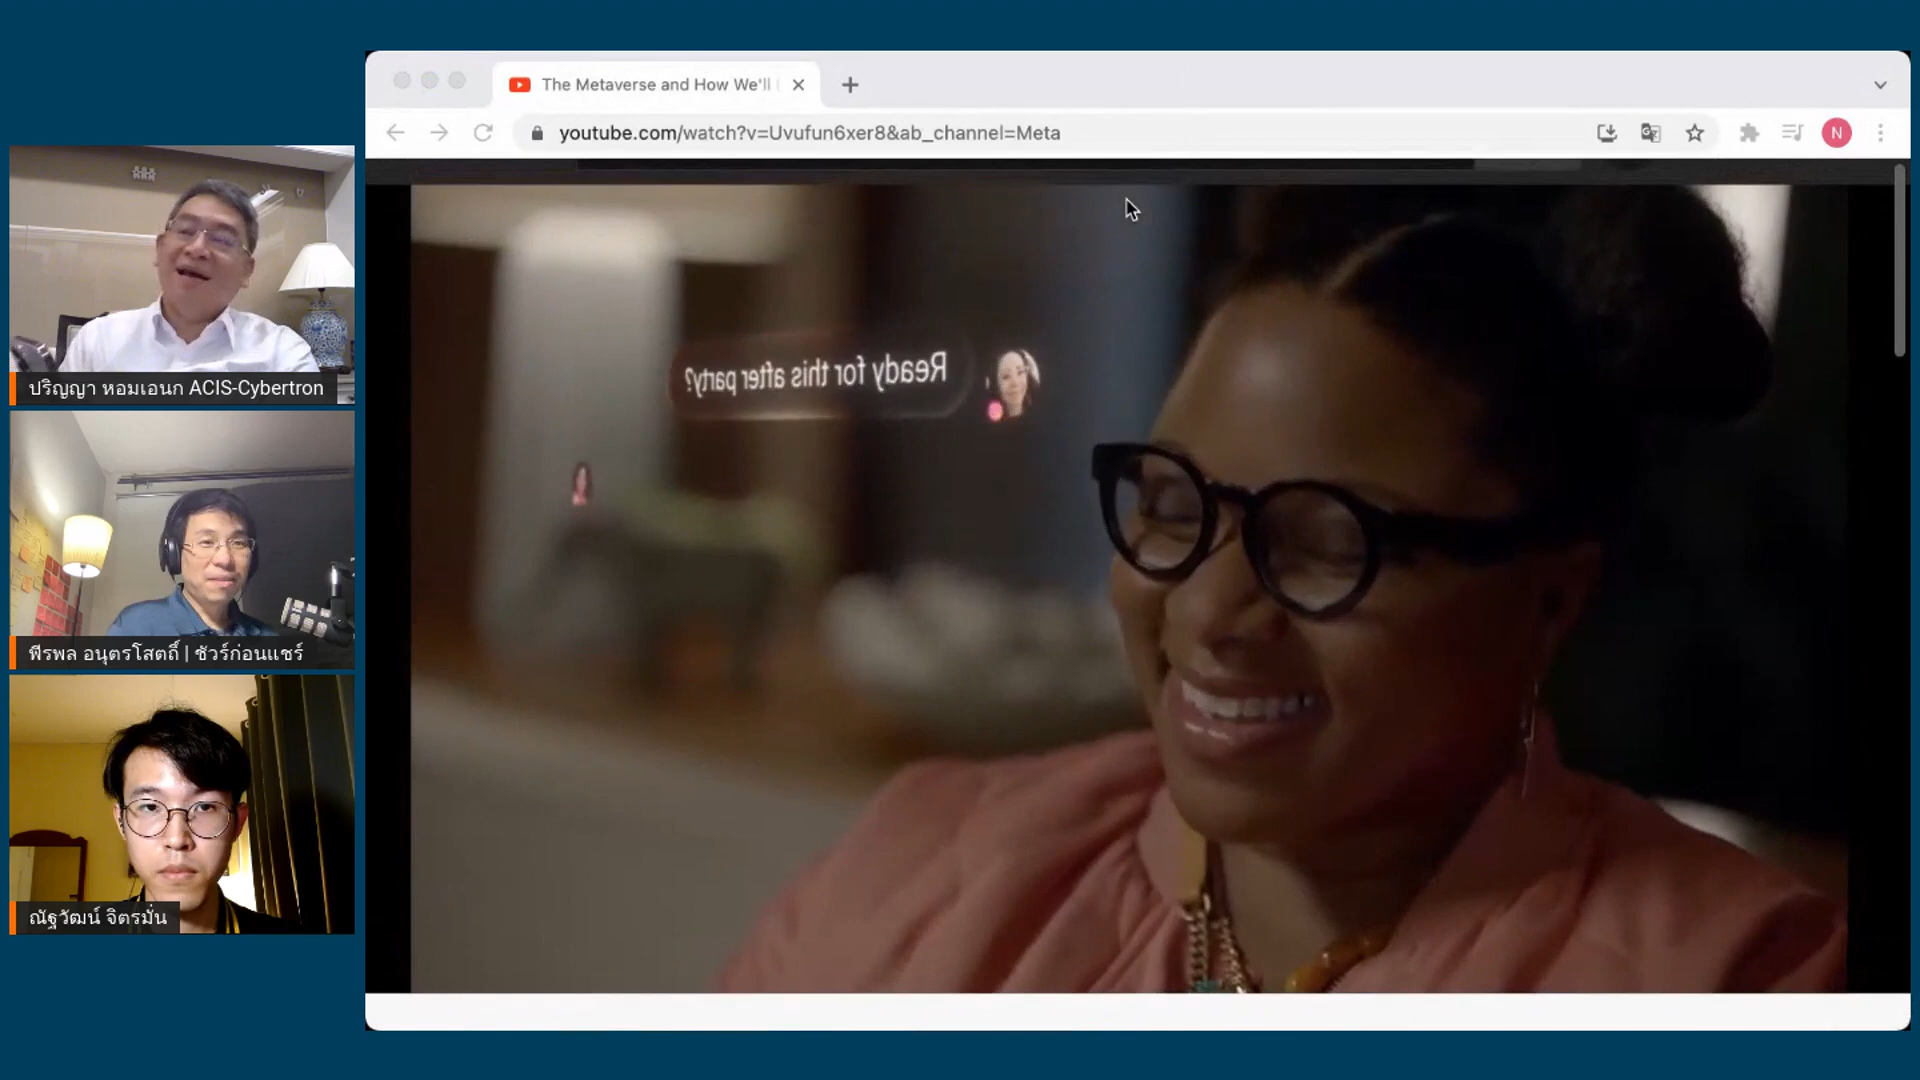 The Metaverse and How We'll
youtube.com/watch?v=Uvufun6xer8&ab_channel=Meta
N
Ready for this after party?
ปริญญา หอมเอนก ACIS-Cybertron
พีรพล อนุตรโสตถิ์ | ชัวร์ก่อนแชร์
ณัฐวัฒน์ จิตรมั่น